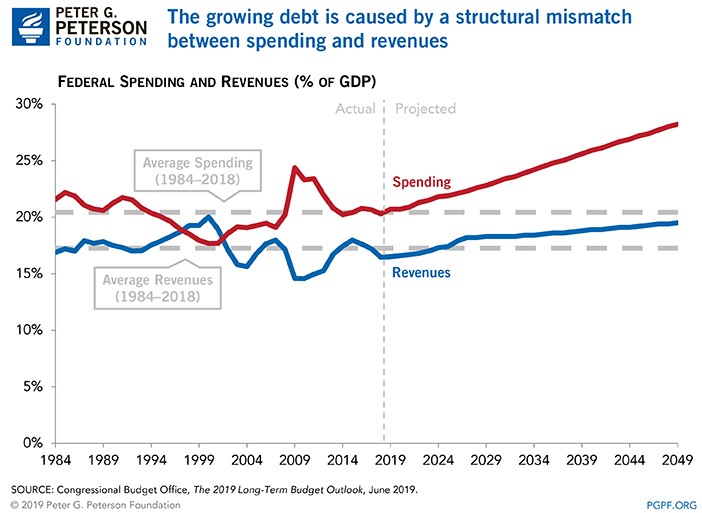 PETER G.
PETERSON
FOUNDATION
The growing debt is caused by a structural mismatch
between spending and revenues
FEDERAL SPENDING AND REVENUES (% OF GDP)
30%
Actual
Projected
25%
Average Spending
(1984–2018)
Spending
20%
Average Revenues
(1984–2018)
Revenues
15%
10%
5%
0%
1984 1989 1994 1999 2004 2009 2014 2019 2024 2029 2034 2039 2044 2049
SOURCE: Congressional Budget Office, The 2019 Long-Term Budget Outlook, June 2019.
© 2019 Peter G. Peterson Foundation
PGPF.ORG